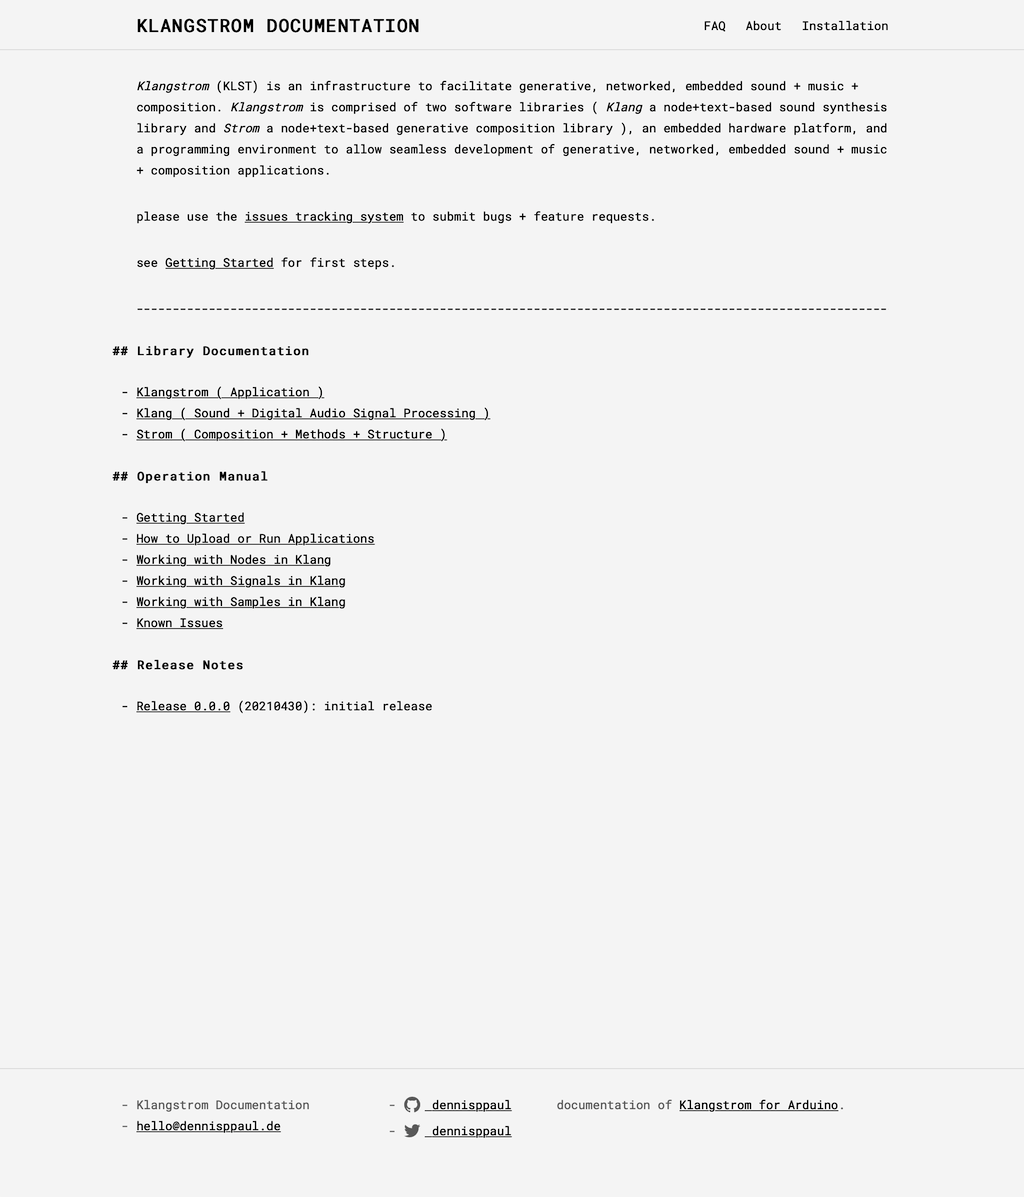 KLANGSTROM DOCUMENTATION
FAQ About Installation
Klangstrom (KLST) is an infrastructure to facilitate generative, networked, embedded sound + music +
composition. Klangstrom is comprised of two software libraries ( Klang a node+text-based sound synthesis
library and Strom a node+text-based generative composition library ), an embedded hardware platform, and
a programming environment to allow seamless development of generative, networked, embedded sound + music
+ composition applications.
please use the issues tracking system to submit bugs + feature requests.
see Getting Started for first steps.
--------------------------------------------------------------------------------------------------------
## Library Documentation
- Klangstrom ( Application )
- Klang ( Sound + Digital Audio Signal Processing )
- Strom ( Composition + Methods + Structure )
## Operation Manual
- Getting Started
- How to Upload or Run Applications
- Working with Nodes in Klang
- Working with Signals in Klang
- Working with Samples in Klang
- Known Issues
## Release Notes
- Release 0.0.0 (20210430): initial release
- Klangstrom Documentation
- hello@dennisppaul.de
- dennisppaul
- dennisppaul
documentation of Klangstrom for Arduino.